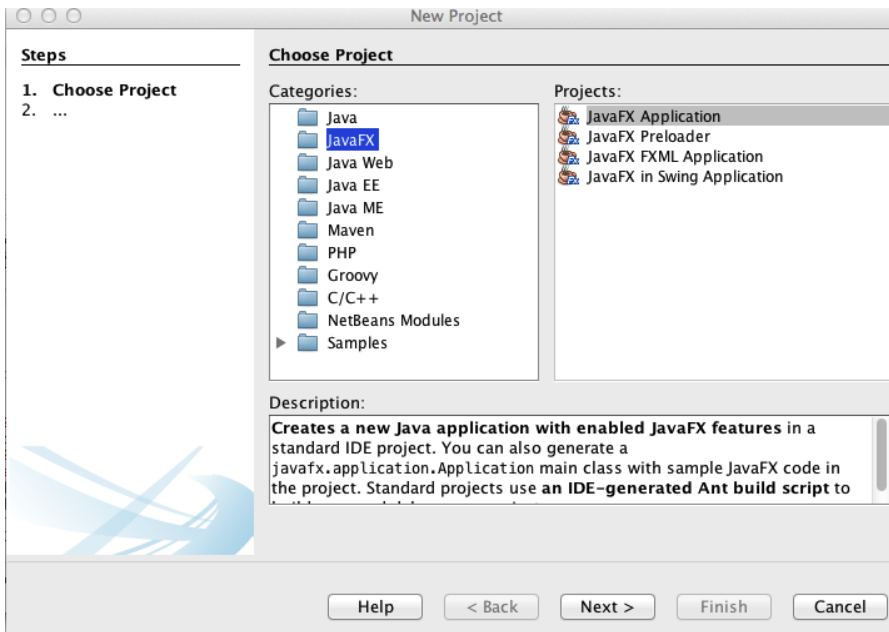 New Project
Steps
1. Choose Project
2. ...
Choose Project
Categories:
Java
JavaFX
Java Web
Java EE
Java ME
Maven
PHP
Groovy
C/C++
NetBeans Modules
Samples
Projects:
JavaFX Application
JavaFX Preloader
JavaFX FXML Application
JavaFX in Swing Application
Description:
Creates a new Java application with enabled JavaFX features in a
standard IDE project. You can also generate a
javafx.application.Application main class with sample JavaFX code in
the project. Standard projects use an IDE-generated Ant build script to
Help
< Back
Next >
Finish
Cancel